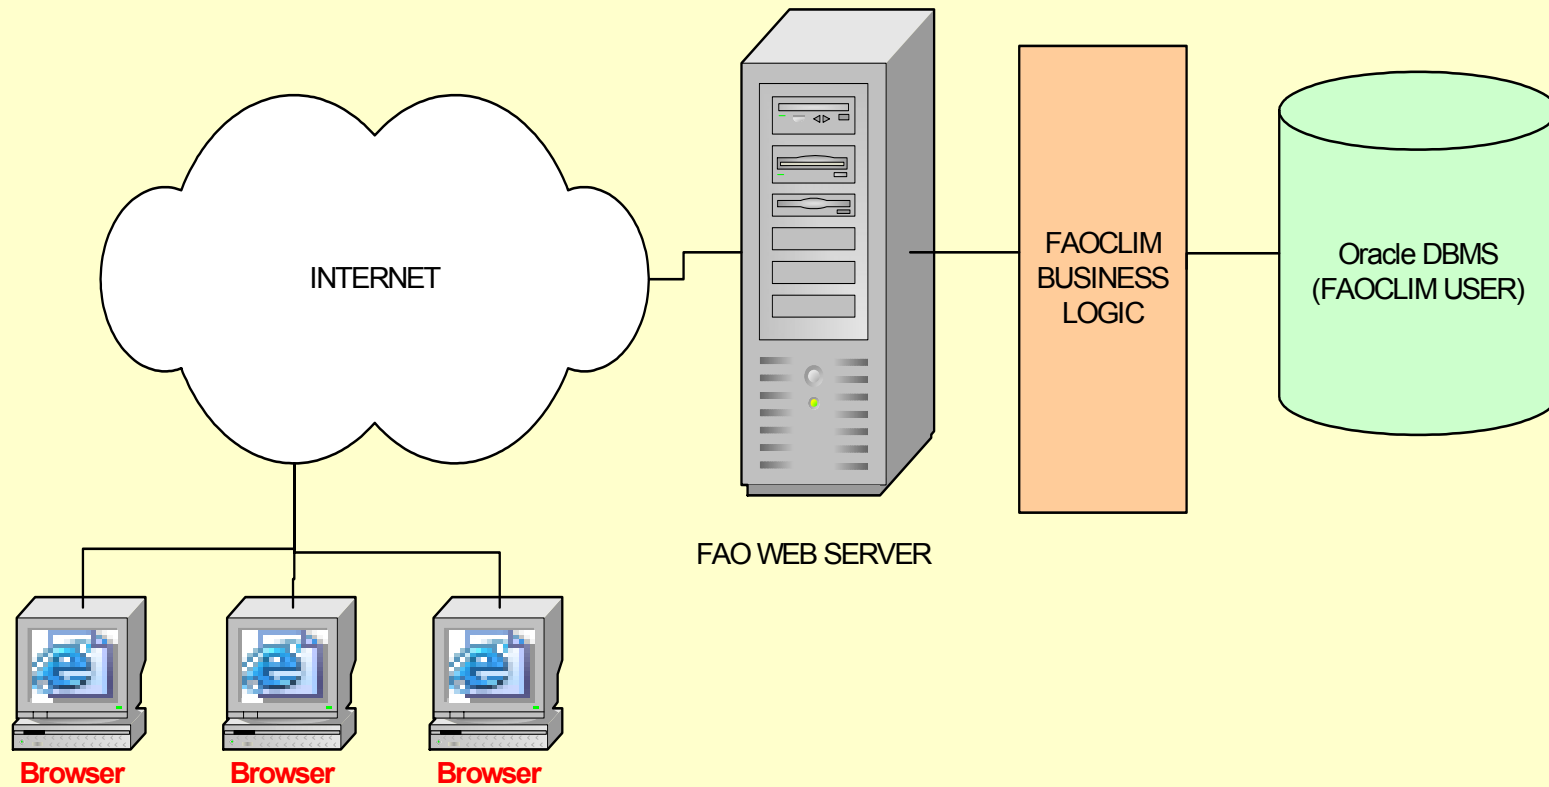 INTERNET
FAOCLIM
BUSINESS
LOGIC
Oracle DBMS
(FAOCLIM USER)
FAO WEB SERVER
Browser
Browser
Browser